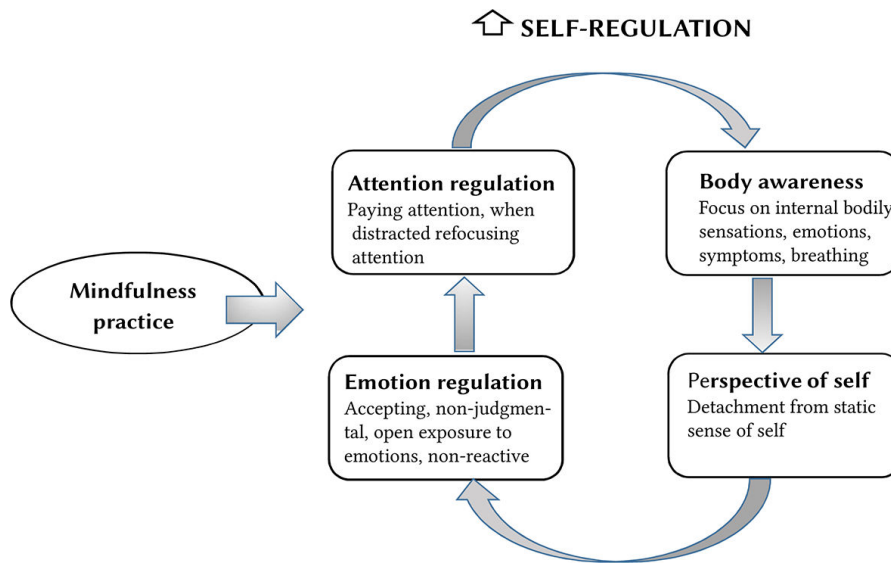 SELF-REGULATION
Attention regulation
Paying attention, when
distracted refocusing
attention
Body awareness
Focus on internal bodily
sensations, emotions,
symptoms, breathing
Mindfulness
practice
Emotion regulation
Accepting, non-judgmen-
tal, open exposure to
emotions, non-reactive
Perspective of self
Detachment from static
sense of self